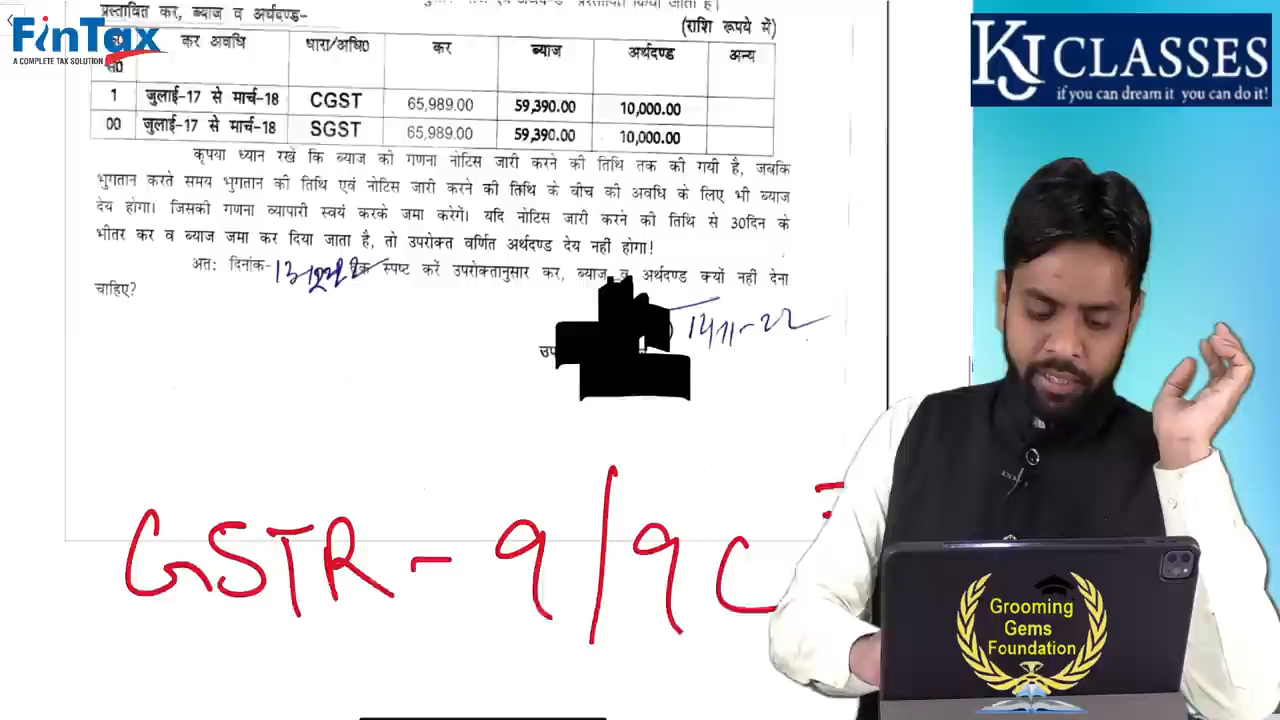 प्रस्तावित कर, ब्याज व अर्थदण्ड-
(राशि रूपये में)
FinTax
A COMPLETE TAX SOLUTION
सं0 कर अवधि धारा/अधि0 कर ब्याज अर्थदण्ड अन्य
1 जुलाई-17 से मार्च-18 CGST 65,989.00 59,390.00 10,000.00
00 जुलाई-17 से मार्च-18 SGST 65,989.00 59,390.00 10,000.00
कृपया ध्यान रखें कि ब्याज की गणना नोटिस जारी करने की तिथि तक की गयी है, जबकि
भुगतान करते समय भुगतान की तिथि एवं नोटिस जारी करने की तिथि के बीच की अवधि के लिए भी ब्याज
देय होगा। जिसकी गणना व्यापारी स्वयं करके जमा करेगें। यदि नोटिस जारी करने की तिथि से 30दिन के
भीतर कर व ब्याज जमा कर दिया जाता है, तो उपरोक्त वर्णित अर्थदण्ड देय नहीं होगा!
अतः दिनांक- स्पष्ट करें उपरोक्तानुसार कर, ब्याज व अर्थदण्ड क्यों नहीं देना
चाहिए?
GSTR-9/9C
KJ CLASSES
if you can dream it you can do it!
Grooming
Gems
Foundation